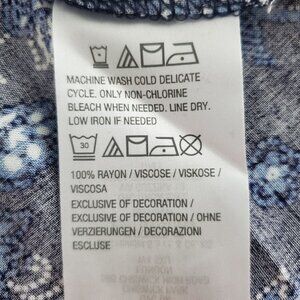 MACHINE WASH COLD DELICATE
CYCLE. ONLY NON-CHLORINE
BLEACH WHEN NEEDED. LINE DRY.
LOW IRON IF NEEDED
30
100% RAYON / VISCOSE / VISKOSE /
VISCOSA
EXCLUSIVE OF DECORATION /
EXCLUSIVE OF DECORATION / OHNE
VERZIERUNGEN / DECORAZIONI
ESCLUSE